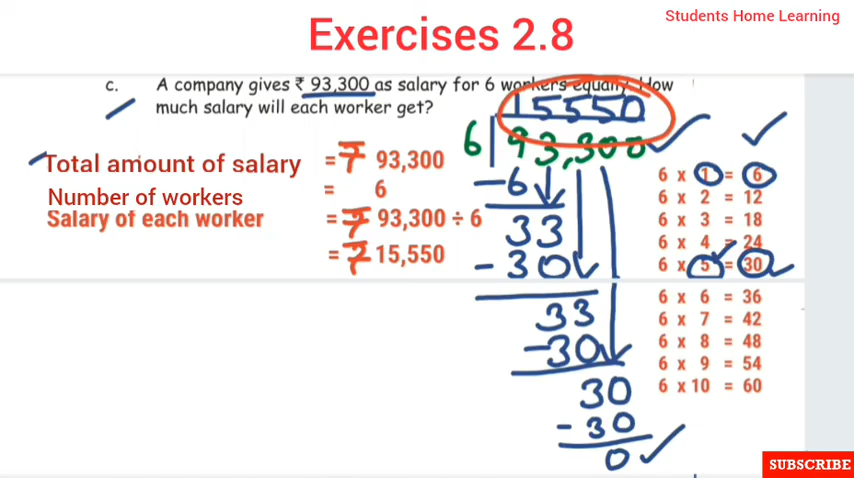 Students Home Learning
Exercises 2.8
c. A company gives ₹ 93,300 as salary for 6 workers equally. How
much salary will each worker get?
15550
6 93,300
Total amount of salary = ₹ 93,300
Number of workers = 6
Salary of each worker = ₹ 93,300 ÷ 6
= ₹ 15,550
-6
33
-30
33
-30
30
-30
0
6 x 1 = 6
6 x 2 = 12
6 x 3 = 18
6 x 4 = 24
6 x 5 = 30
6 x 6 = 36
6 x 7 = 42
6 x 8 = 48
6 x 9 = 54
6 x 10 = 60
SUBSCRIBE